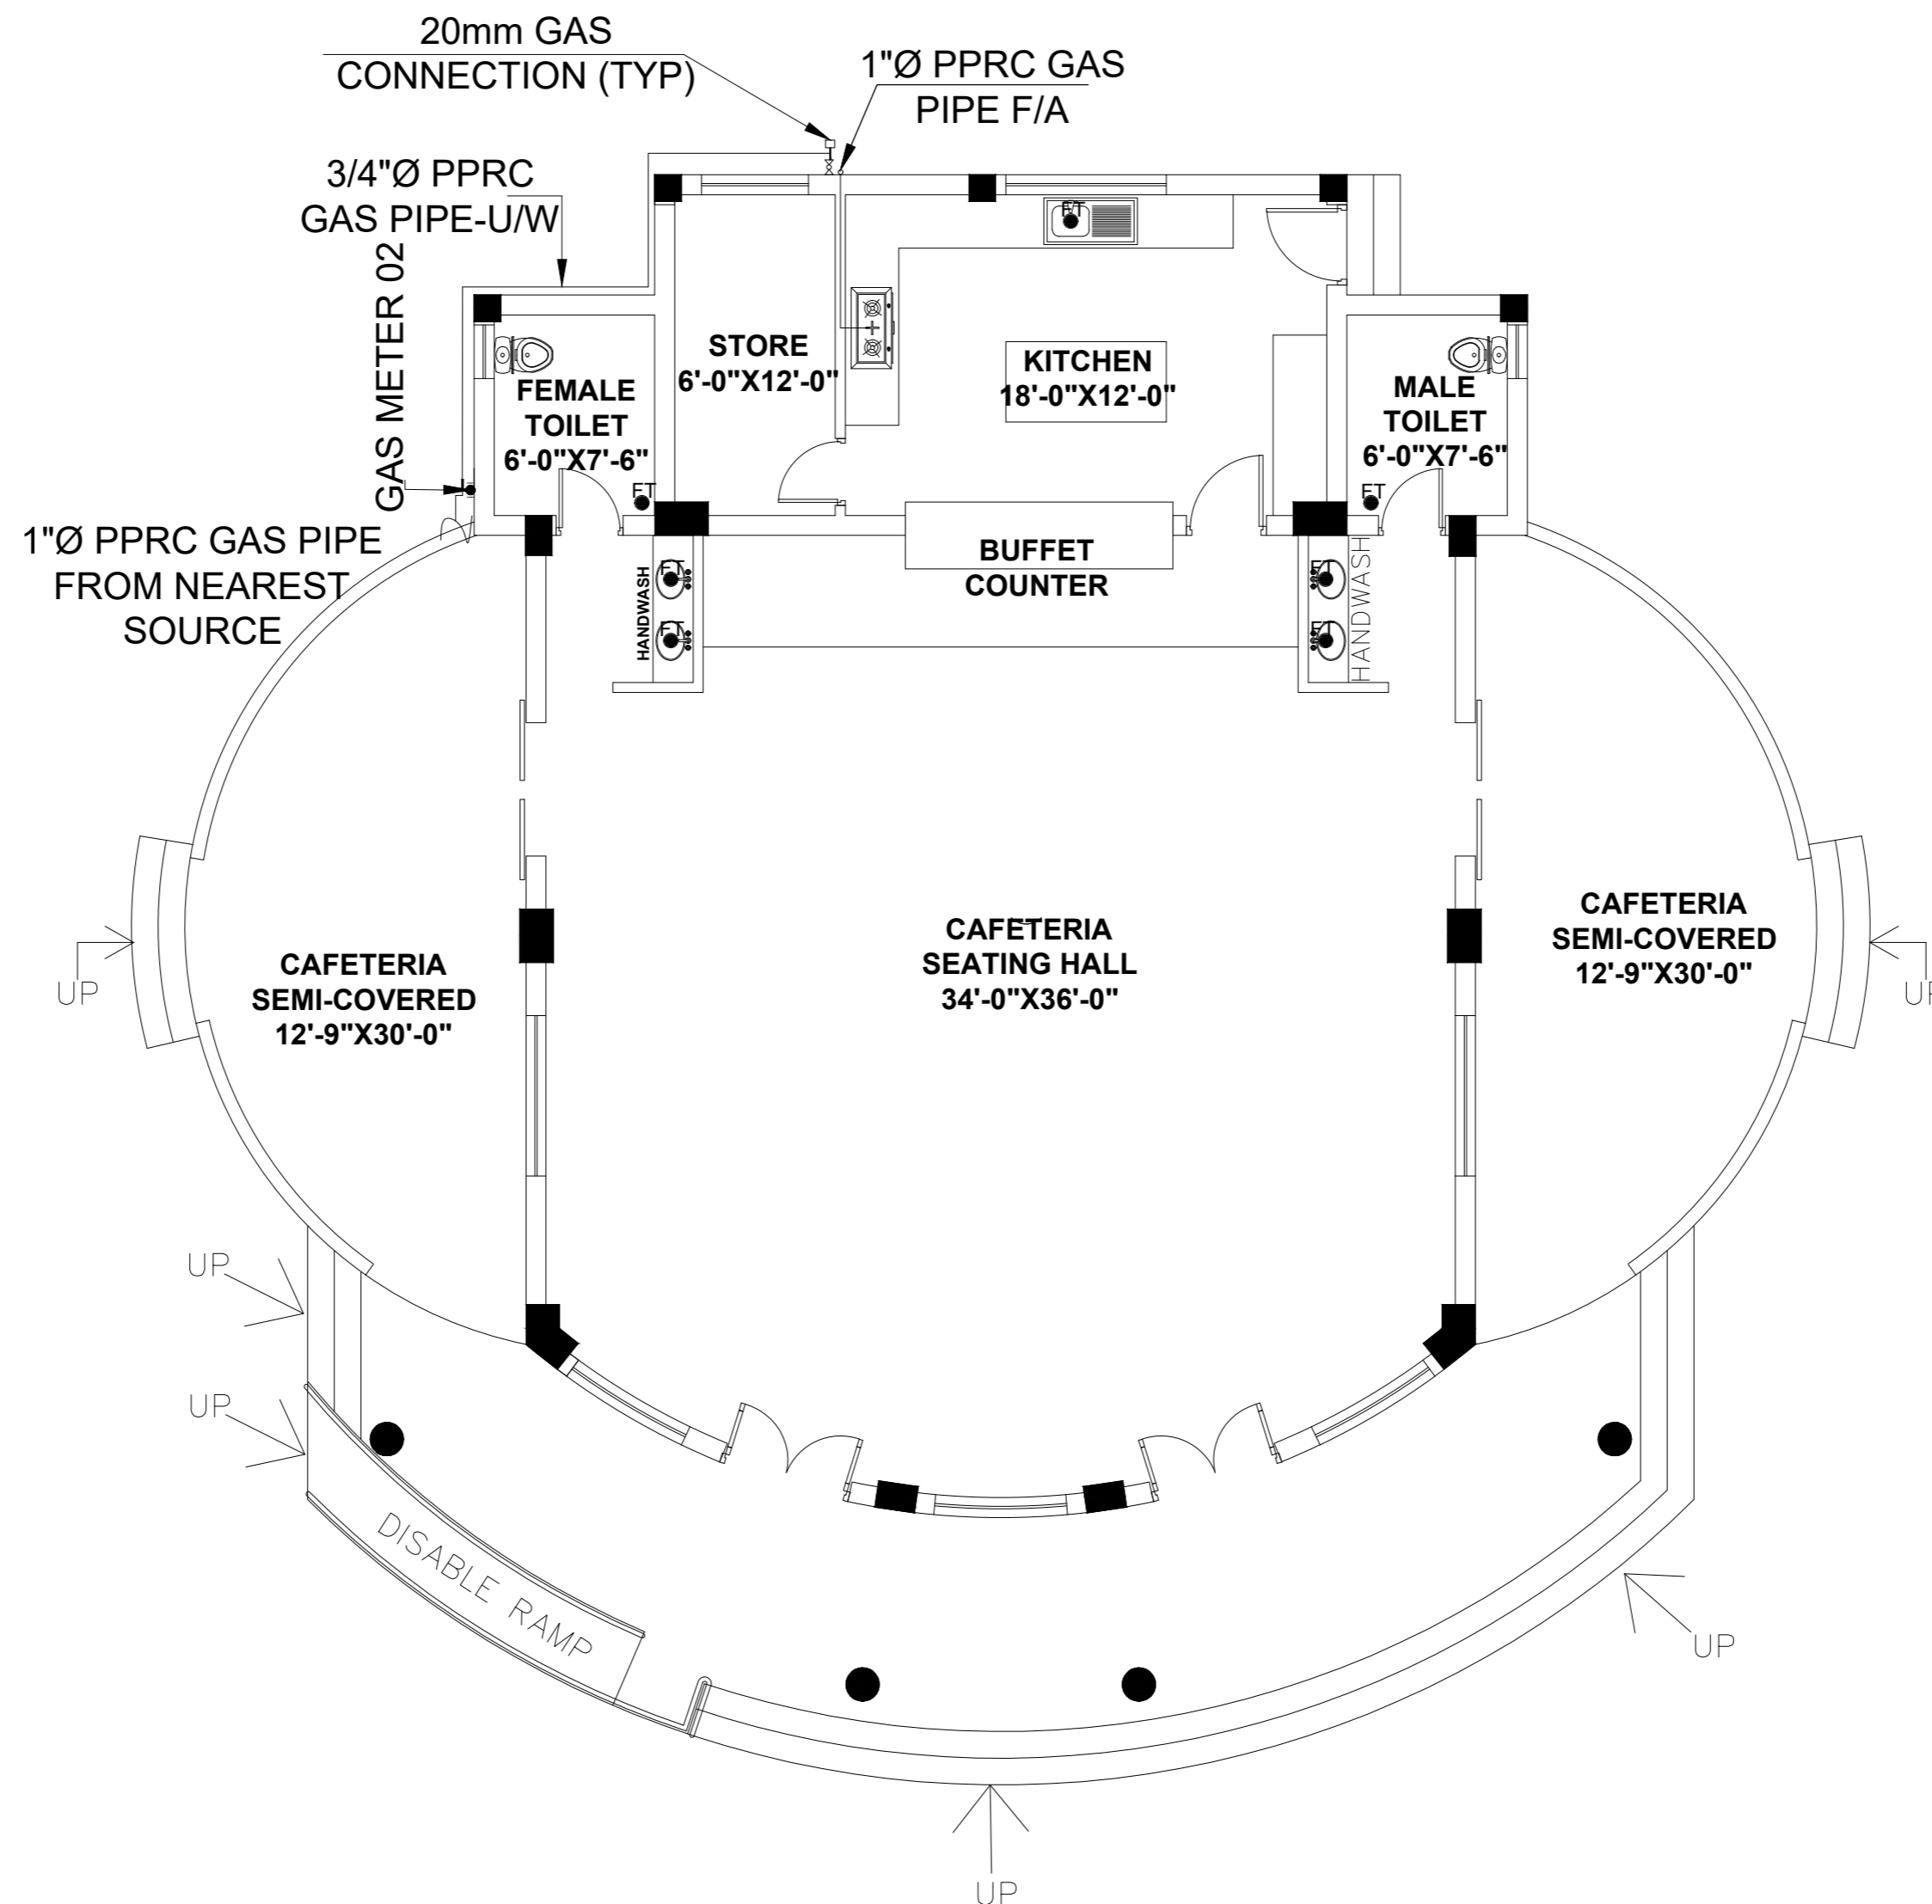 20mm GAS
CONNECTION (TYP)
1"Ø PPRC GAS
PIPE F/A
3/4"Ø PPRC
GAS PIPE-U/W
GAS METER 02
1"Ø PPRC GAS PIPE
FROM NEAREST
SOURCE
FT
STORE
6'-0"X12'-0"
KITCHEN
18'-0"X12'-0"
FEMALE
TOILET
6'-0"X7'-6"
FT
MALE
TOILET
6'-0"X7'-6"
FT
BUFFET
COUNTER
HANDWASH
FT
FT
HANDWASH
FT
FT
CAFETERIA
SEMI-COVERED
12'-9"X30'-0"
CAFETERIA
SEATING HALL
34'-0"X36'-0"
CAFETERIA
SEMI-COVERED
12'-9"X30'-0"
UP
UP
UP
UP
DISABLE RAMP
UP
UP